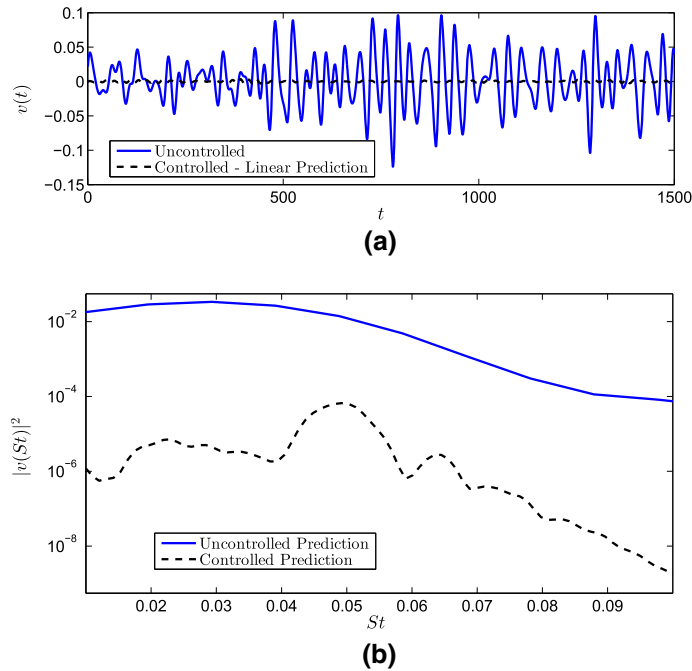 0.1
0.05
0
−0.05
−0.1
−0.15
v(t)
Uncontrolled
Controlled - Linear Prediction
0 500 1000 1500
t
(a)
10⁻²
10⁻⁴
10⁻⁶
10⁻⁸
|v(St)|²
Uncontrolled Prediction
Controlled Prediction
0.02 0.03 0.04 0.05 0.06 0.07 0.08 0.09
St
(b)